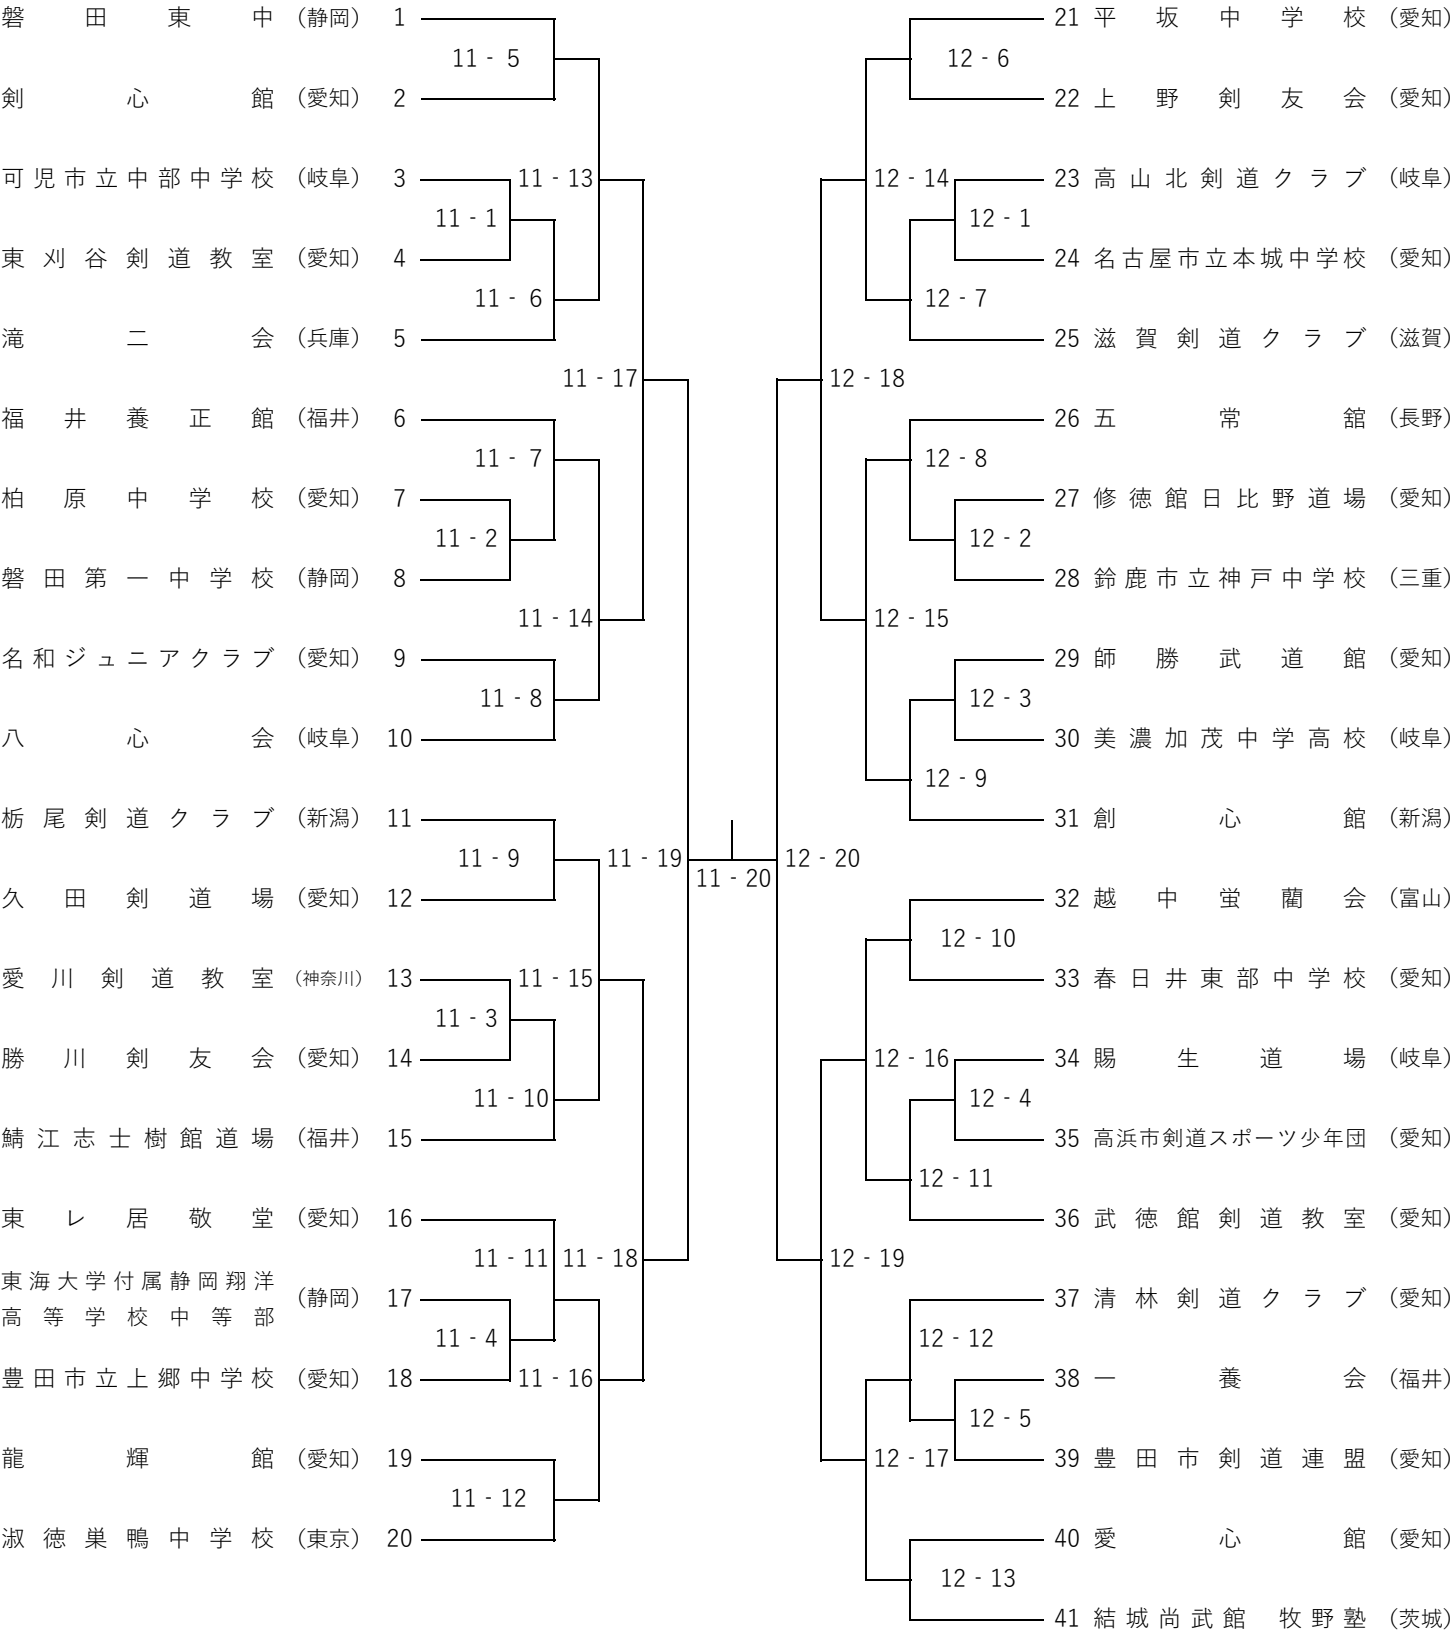 磐田東中 (静岡) 1
11 - 5
剣心館 (愛知) 2
可児市立中部中学校 (岐阜) 3
11 - 13
11 - 1
東刈谷剣道教室 (愛知) 4
11 - 6
滝二会 (兵庫) 5
11 - 17
福井養正館 (福井) 6
11 - 7
柏原中学校 (愛知) 7
11 - 2
磐田第一中学校 (静岡) 8
11 - 14
名和ジュニアクラブ (愛知) 9
11 - 8
八心会 (岐阜) 10
栃尾剣道クラブ (新潟) 11
11 - 9
11 - 19
11 - 20
久田剣道場 (愛知) 12
愛川剣道教室 (神奈川) 13
11 - 15
11 - 3
勝川剣友会 (愛知) 14
11 - 10
鯖江志士樹館道場 (福井) 15
東レ居敬堂 (愛知) 16
11 - 11
11 - 18
東海大学付属静岡翔洋
高等学校中等部
(静岡) 17
11 - 4
豊田市立上郷中学校 (愛知) 18
11 - 16
龍輝館 (愛知) 19
11 - 12
淑徳巣鴨中学校 (東京) 20
21 平坂中学校 (愛知)
12 - 6
22 上野剣友会 (愛知)
12 - 14
23 高山北剣道クラブ (岐阜)
12 - 1
24 名古屋市立本城中学校 (愛知)
12 - 7
25 滋賀剣道クラブ (滋賀)
12 - 18
26 五常舘 (長野)
12 - 8
27 修徳館日比野道場 (愛知)
12 - 2
28 鈴鹿市立神戸中学校 (三重)
12 - 15
29 師勝武道館 (愛知)
12 - 3
30 美濃加茂中学高校 (岐阜)
12 - 9
31 創心館 (新潟)
12 - 20
32 越中蛍藺会 (富山)
12 - 10
33 春日井東部中学校 (愛知)
12 - 16
34 賜生道場 (岐阜)
12 - 4
35 高浜市剣道スポーツ少年団 (愛知)
12 - 11
36 武徳館剣道教室 (愛知)
12 - 19
37 清林剣道クラブ (愛知)
12 - 12
38 一養会 (福井)
12 - 5
12 - 17
39 豊田市剣道連盟 (愛知)
40 愛心館 (愛知)
12 - 13
41 結城尚武館 牧野塾 (茨城)